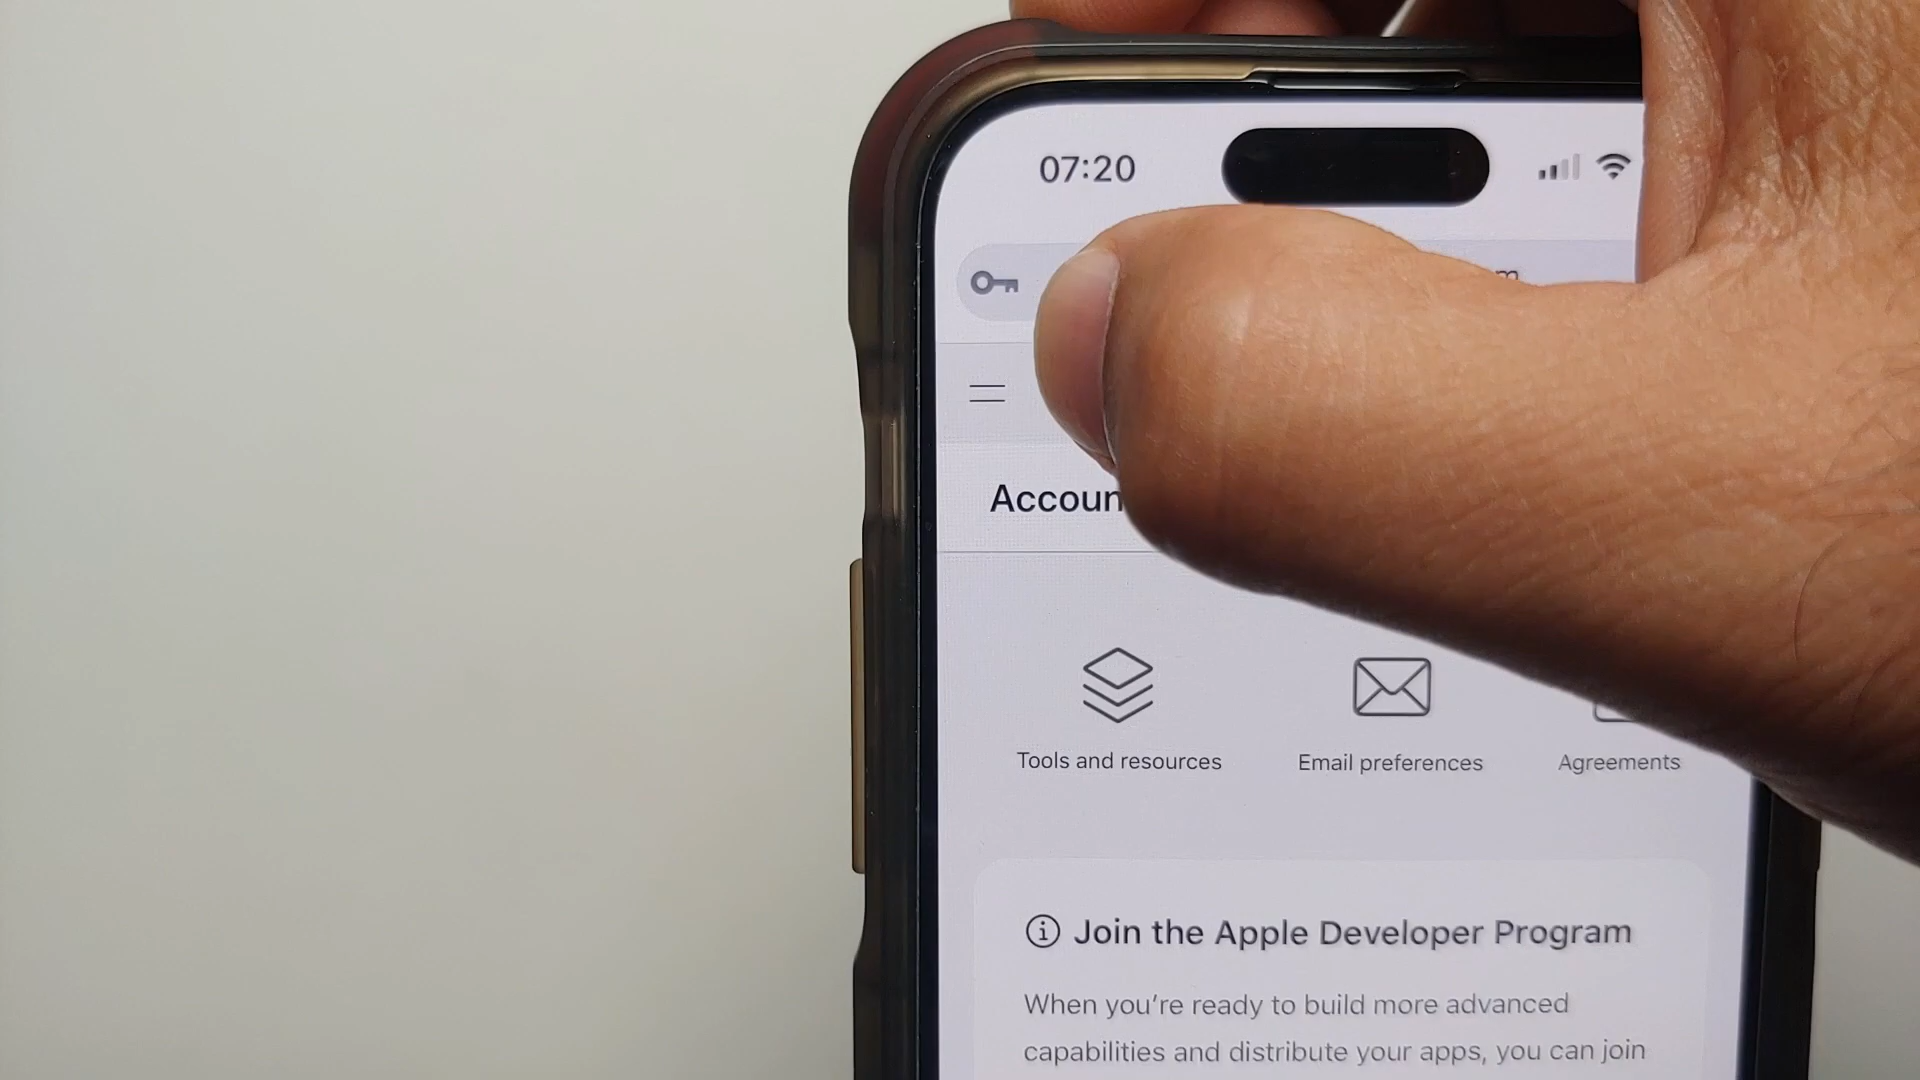 07:20
Accoun
Tools and resources
Email preferences
Agreements
Join the Apple Developer Program
When you're ready to build more advanced
capabilities and distribute your apps, you can join